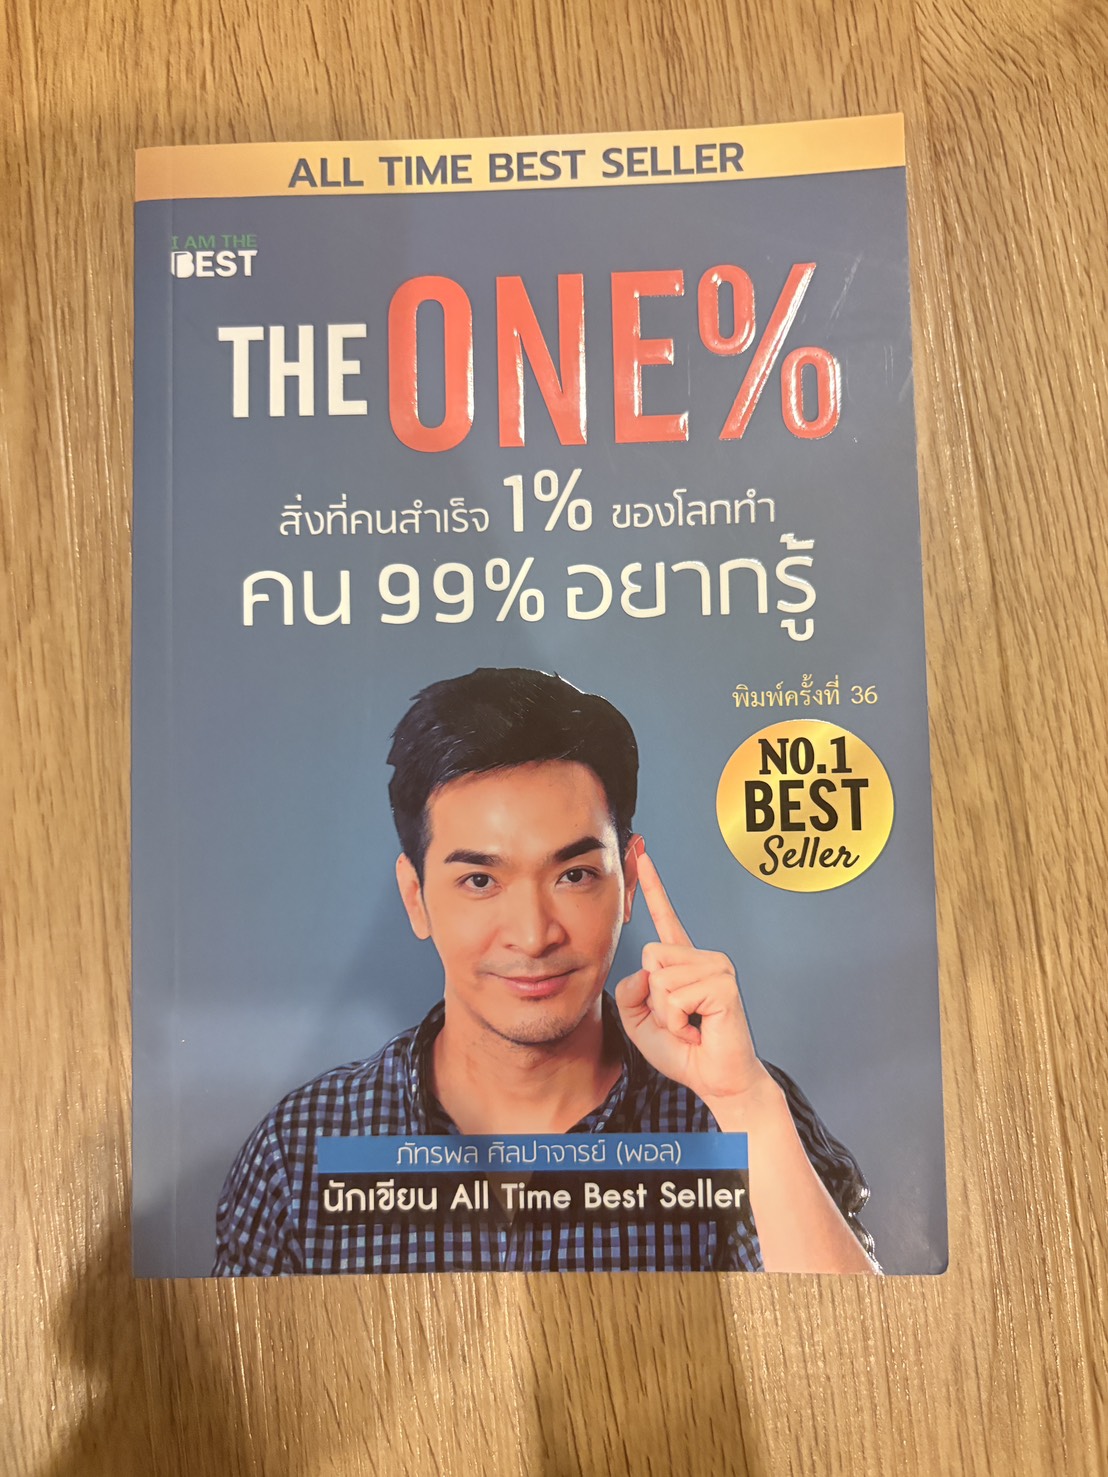 ALL TIME BEST SELLER
I AM THE
BEST
THE ONE%
สิ่งที่คนสำเร็จ 1% ของโลกทำ
คน 99% อยากรู้
พิมพ์ครั้งที่ 36
NO.1
BEST
Seller
ภัทรพล ศิลปาจารย์ (พอล)
นักเขียน All Time Best Seller